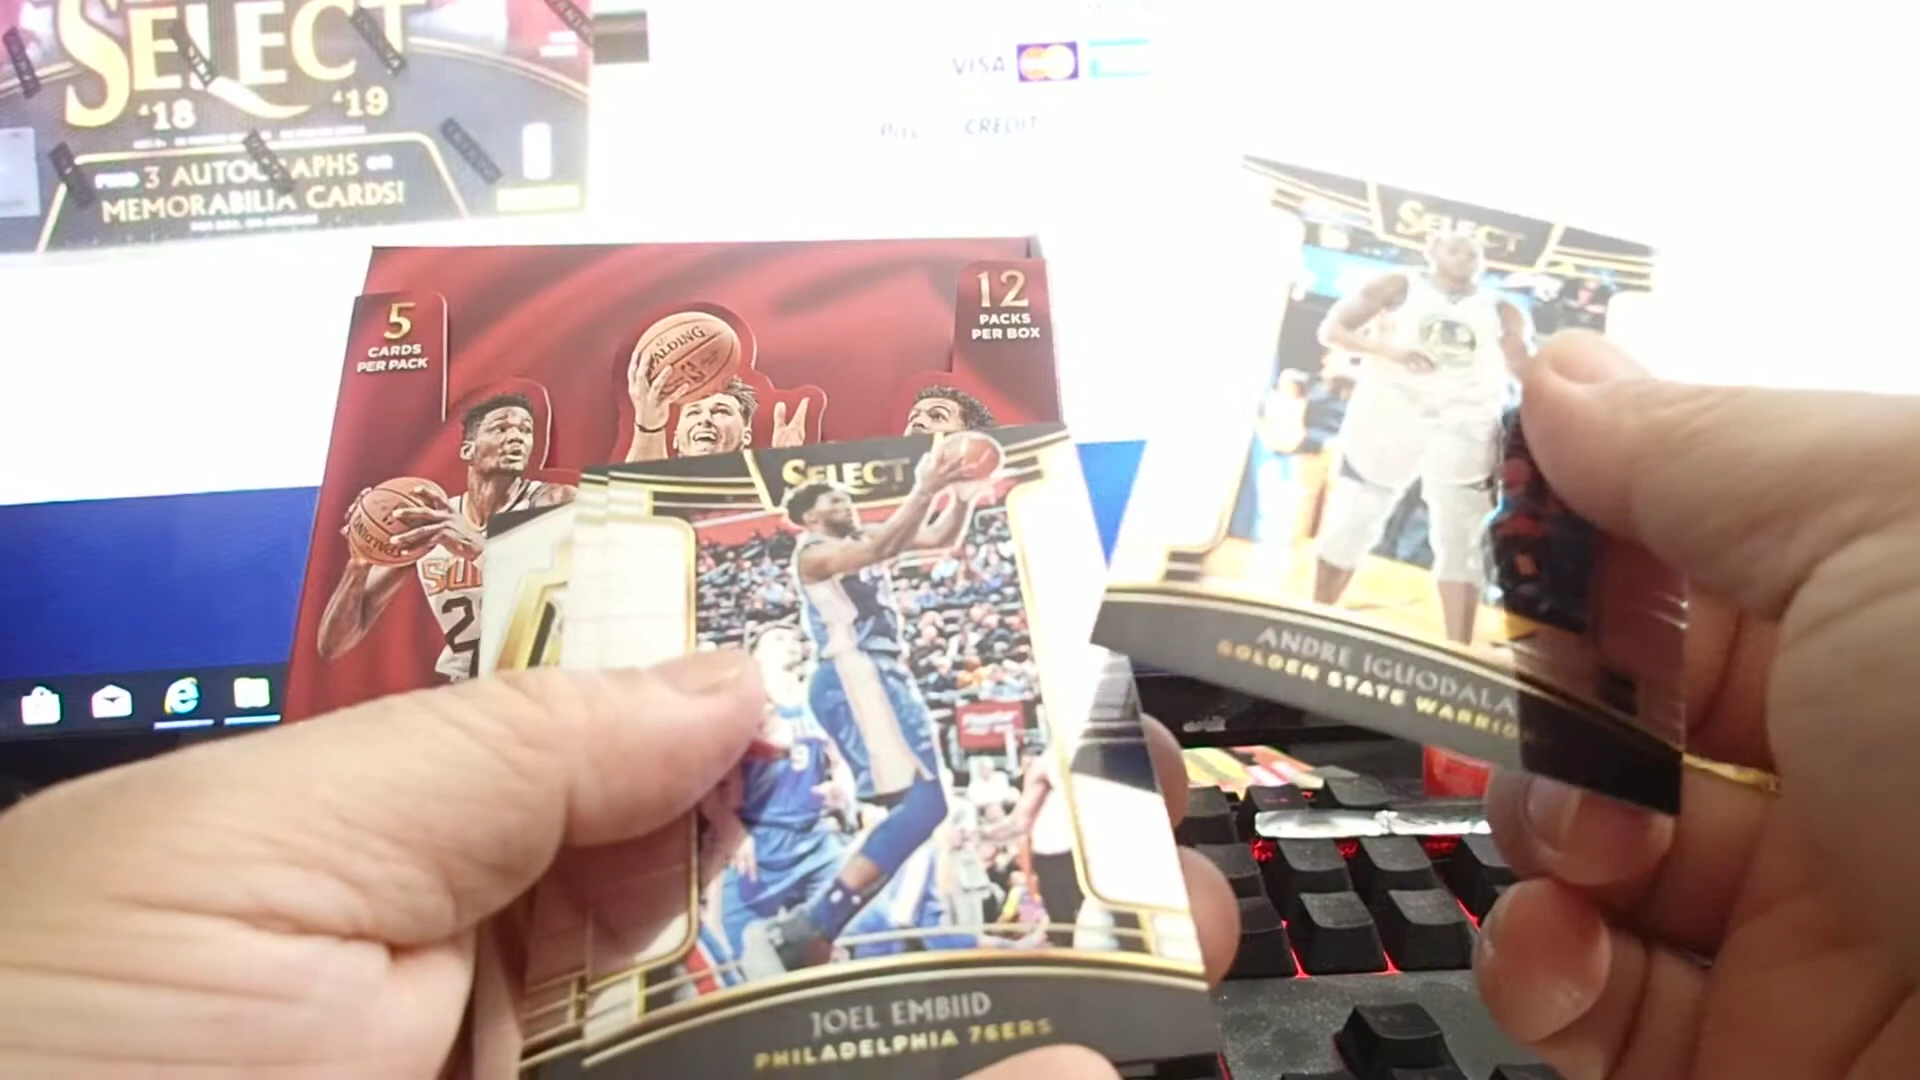 SELECT
'18 '19
FIND 3 AUTOGRAPHS OR
MEMORABILIA CARDS!
VISA
CREDIT
5
CARDS
PER PACK
12
PACKS
PER BOX
SPALDING
SELECT
JOEL EMBIID
PHILADELPHIA 76ERS
SELECT
ANDRE IGUODALA
GOLDEN STATE